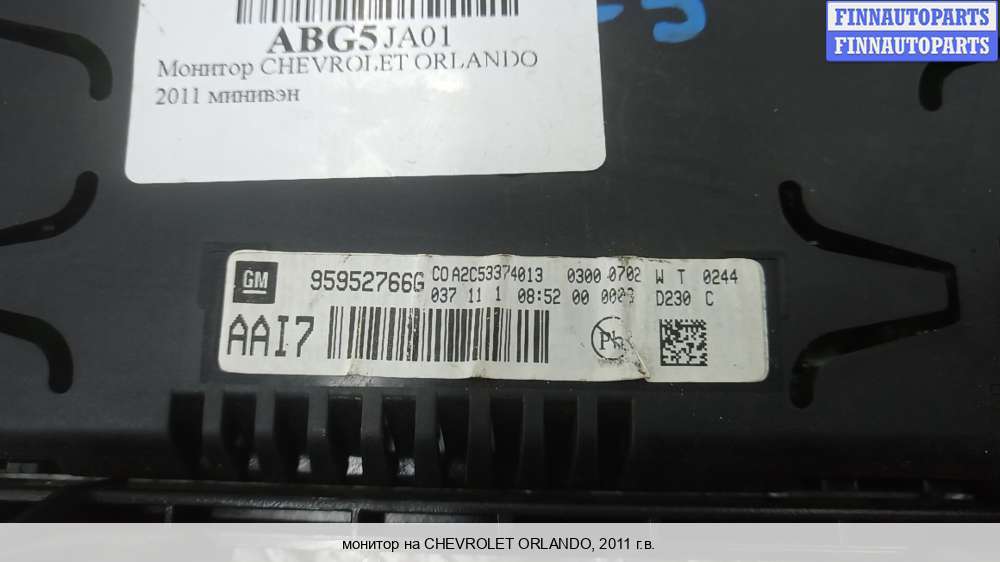 FINNAUTOPARTS
FINNAUTOPARTS
ABG5JA01
Монитор CHEVROLET ORLANDO
2011 минивэн
GM
95952766G
CO A2C53374013 0300 0702 W T 0244
037 11 1 08:52 00 D230 C
AAI7
Pb
монитор на CHEVROLET ORLANDO, 2011 г.в.